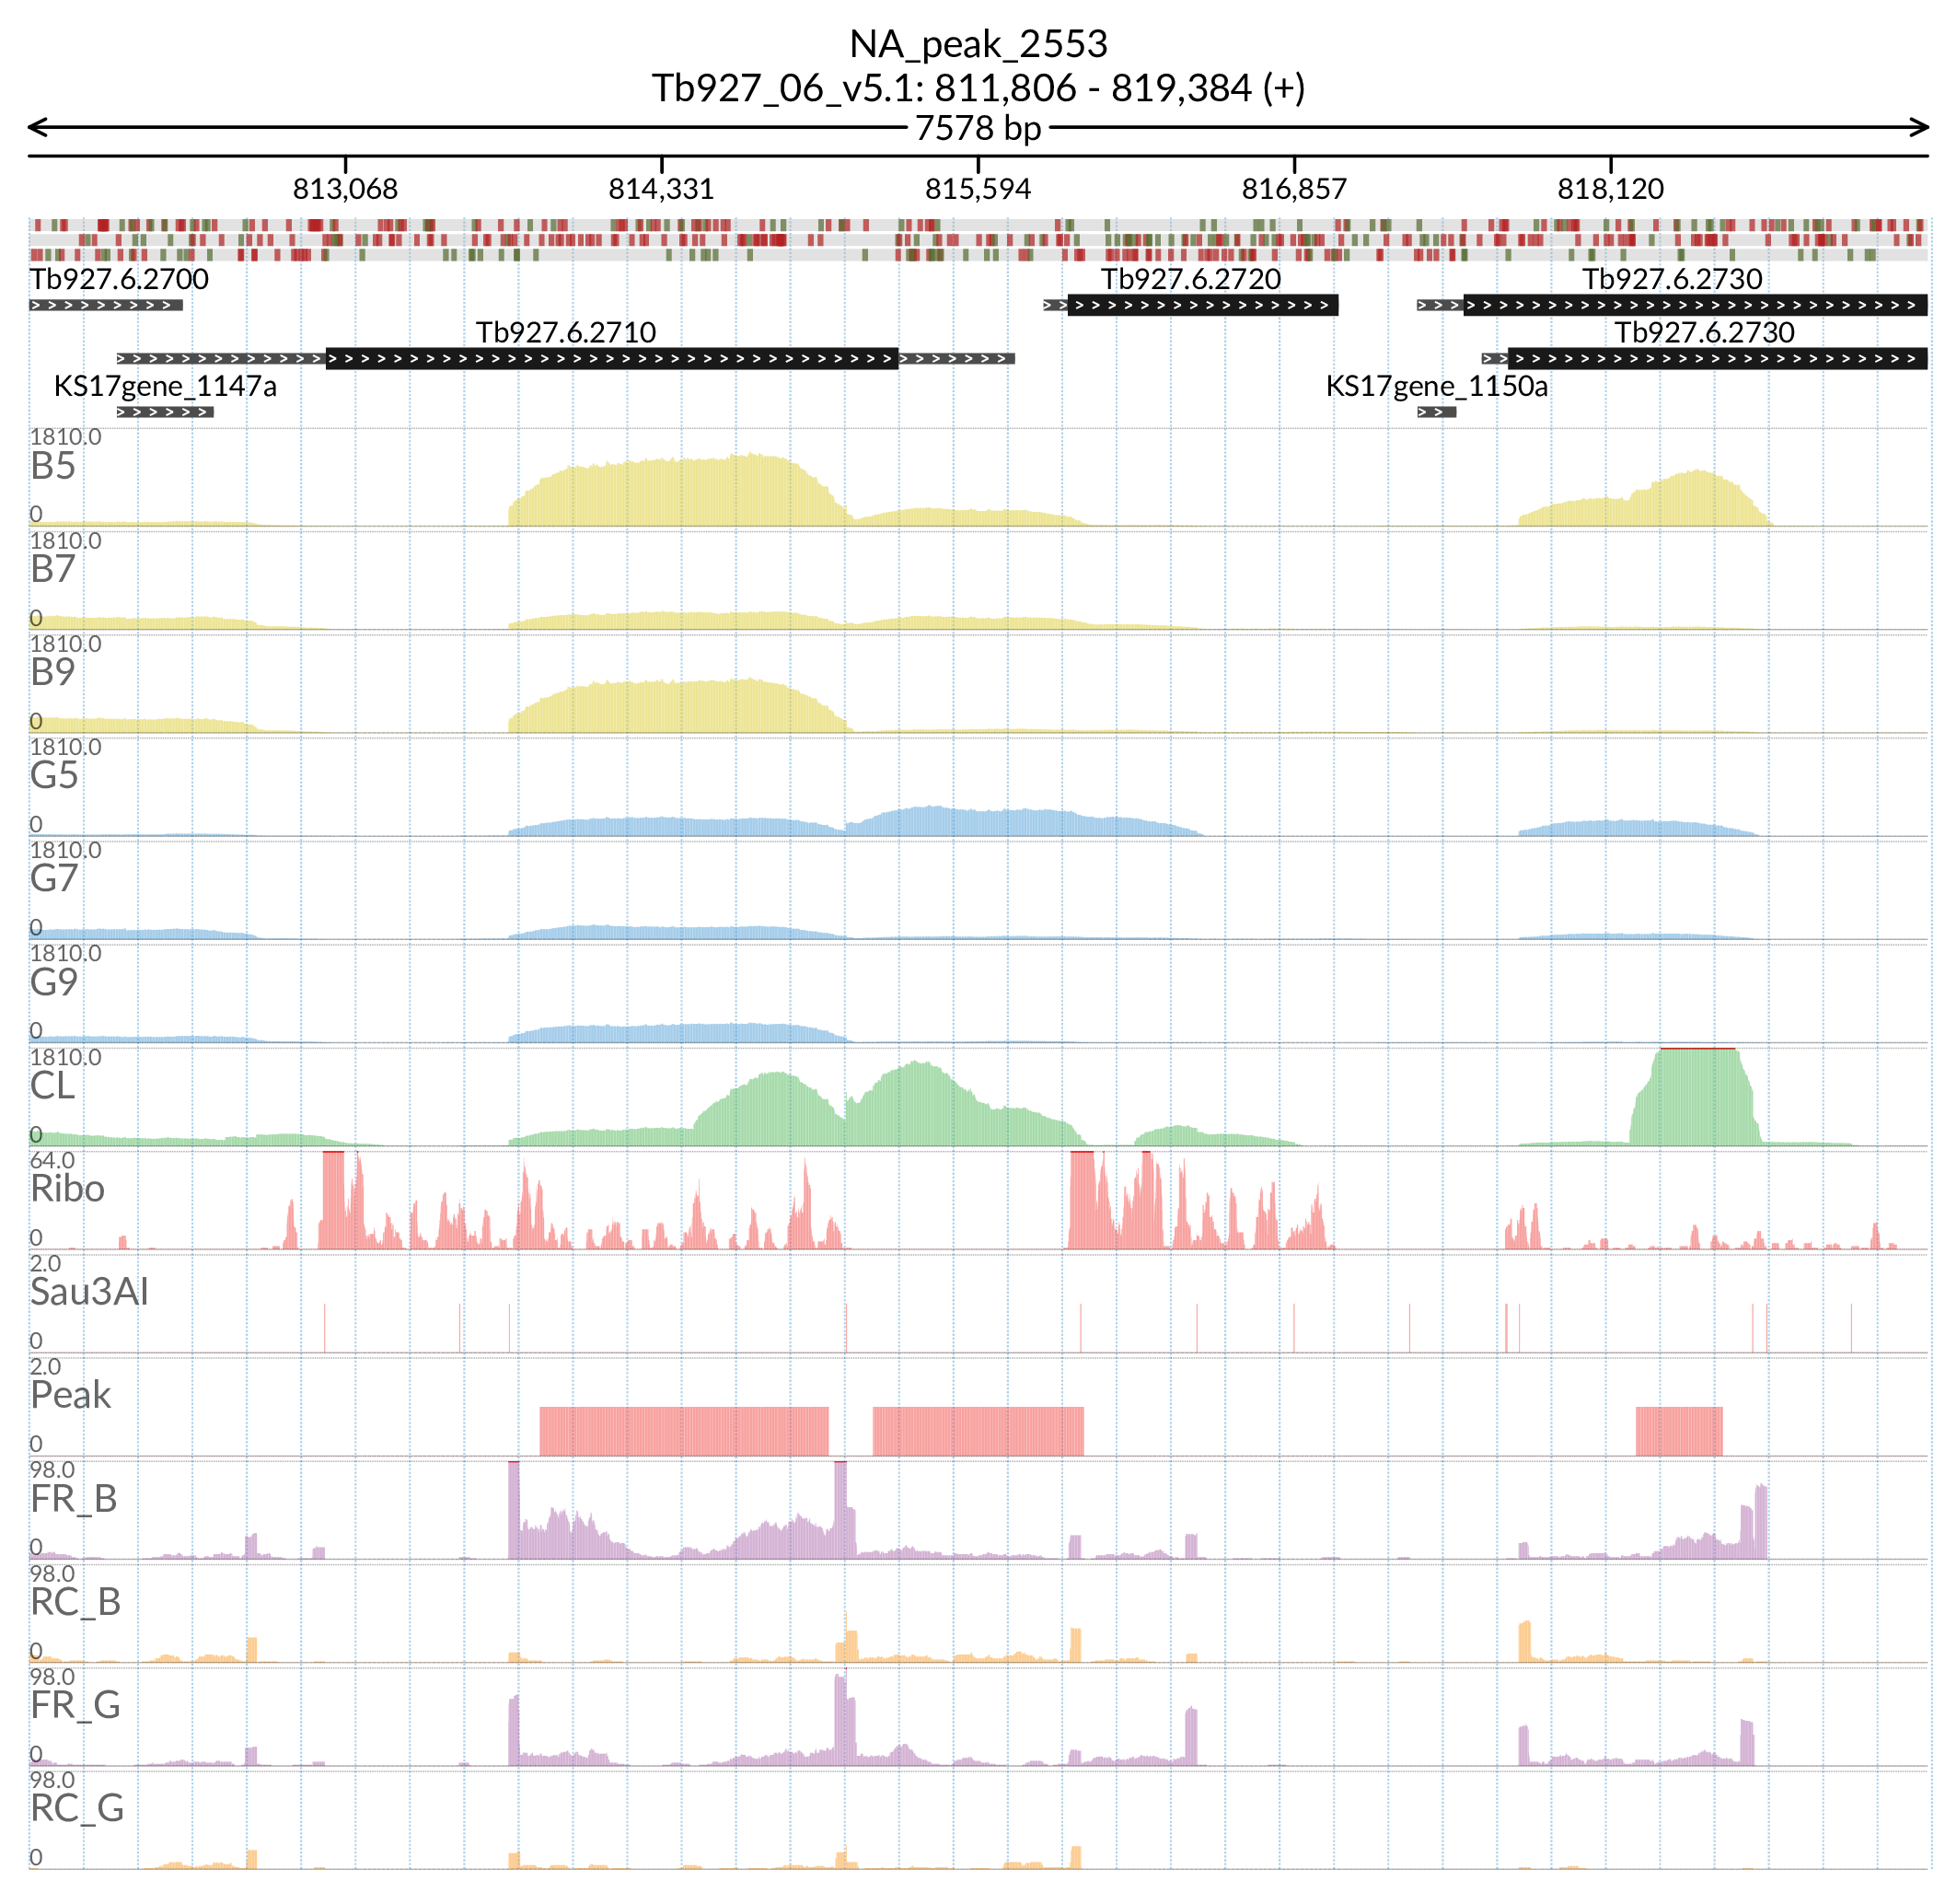 NA_peak_2553
Tb927_06_v5.1: 811,806 - 819,384 (+)
7578 bp
813,068 814,331 815,594 816,857 818,120
Tb927.6.2700 Tb927.6.2720 Tb927.6.2730
Tb927.6.2710 Tb927.6.2730
KS17gene_1147a KS17gene_1150a
1810.0
B5
0
1810.0
B7
0
1810.0
B9
0
1810.0
G5
0
1810.0
G7
0
1810.0
G9
0
1810.0
CL
0
64.0
Ribo
0
2.0
Sau3AI
0
2.0
Peak
0
98.0
FR_B
0
98.0
RC_B
0
98.0
FR_G
0
98.0
RC_G
0